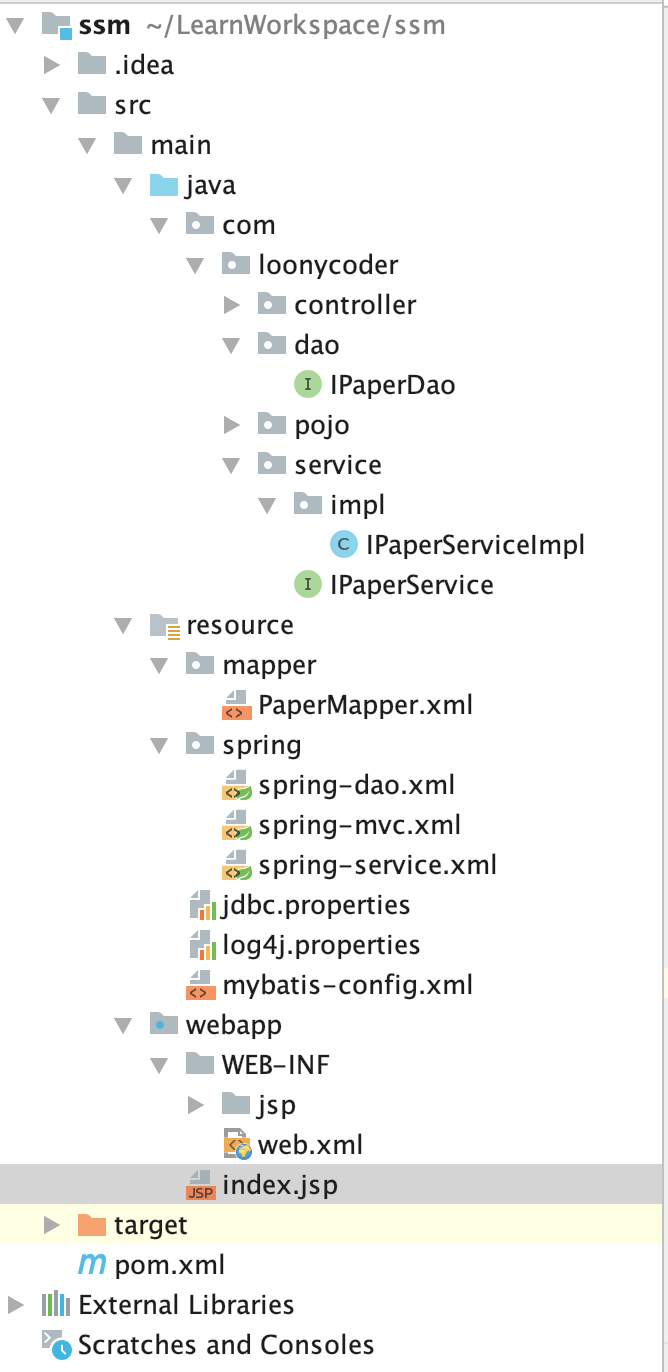 ssm ~/LearnWorkspace/ssm
.idea
src
main
java
com
loonycoder
controller
dao
I IPaperDao
pojo
service
impl
C IPaperServiceImpl
I IPaperService
resource
mapper
<> PaperMapper.xml
spring
<> spring-dao.xml
<> spring-mvc.xml
<> spring-service.xml
jdbc.properties
log4j.properties
<> mybatis-config.xml
webapp
WEB-INF
jsp
<> web.xml
JSP index.jsp
target
m pom.xml
External Libraries
Scratches and Consoles